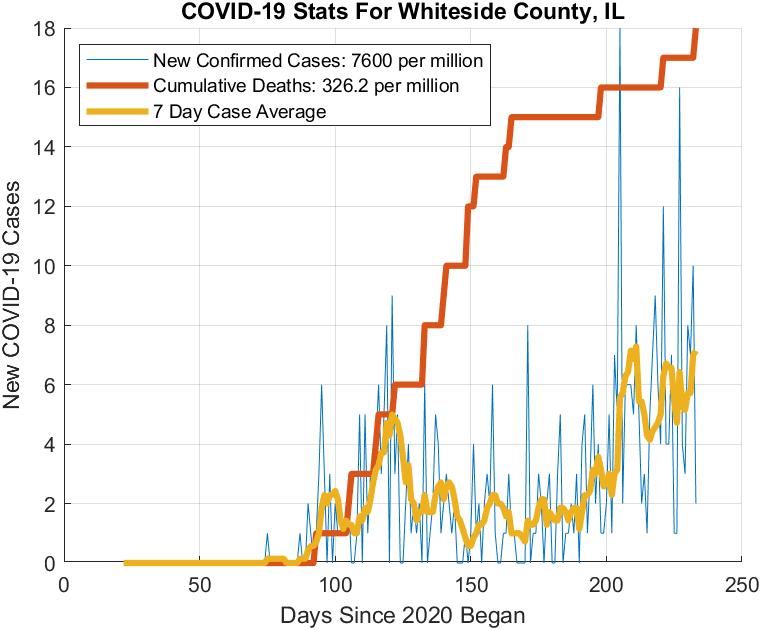 COVID-19 Stats For Whiteside County, IL
New Confirmed Cases: 7600 per million
Cumulative Deaths: 326.2 per million
7 Day Case Average
New COVID-19 Cases
18
16
14
12
10
8
6
4
2
0
0 50 100 150 200 250
Days Since 2020 Began